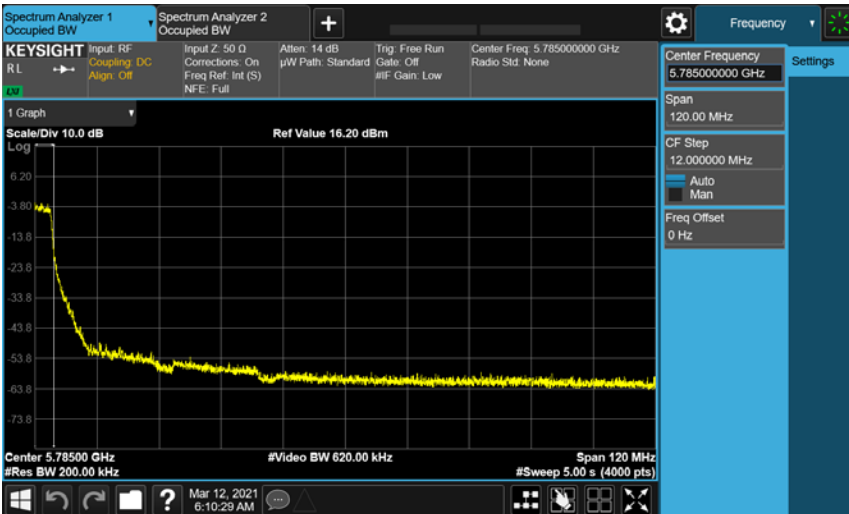 Spectrum Analyzer 1
Occupied BW
Spectrum Analyzer 2
Occupied BW
Frequency
KEYSIGHT
RL
LXI
Input: RF
Coupling: DC
Align: Off
Input Z: 50 Ω
Corrections: On
Freq Ref: Int (S)
NFE: Full
Atten: 14 dB
µW Path: Standard
Trig: Free Run
Gate: Off
#IF Gain: Low
Center Freq: 5.785000000 GHz
Radio Std: None
Center Frequency
5.785000000 GHz
Settings
Span
120.00 MHz
CF Step
12.000000 MHz
Auto
Man
Freq Offset
0 Hz
1 Graph
Scale/Div 10.0 dB
Ref Value 16.20 dBm
Log
6.20
-3.80
-13.8
-23.8
-33.8
-43.8
-53.8
-63.8
-73.8
Center 5.78500 GHz
#Video BW 620.00 kHz
Span 120 MHz
#Res BW 200.00 kHz
#Sweep 5.00 s (4000 pts)
?
Mar 12, 2021
6:10:29 AM